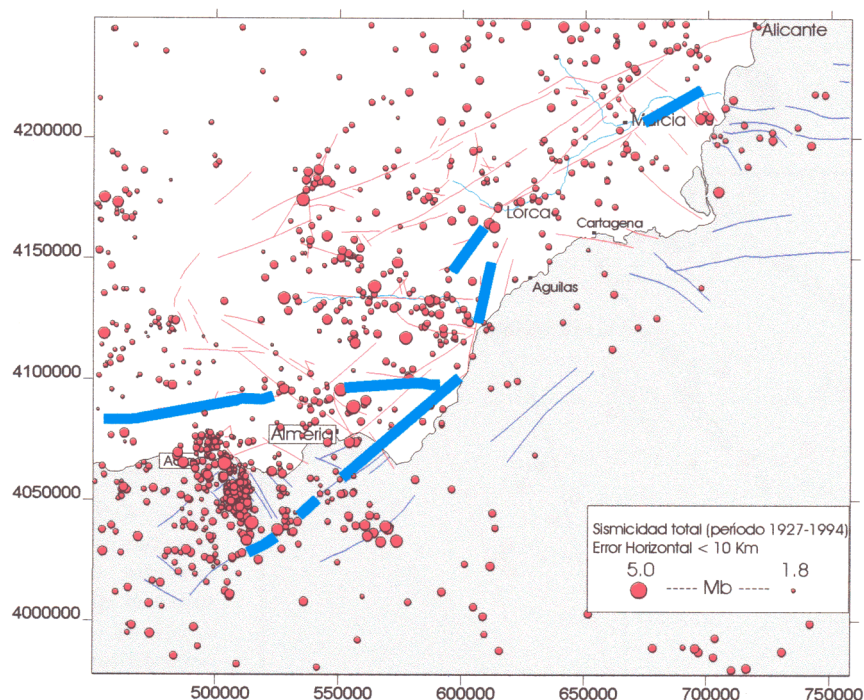 Alicante
4200000
Murcia
Lorca
Cartagena
4150000
Aguilas
4100000
Almeria
4050000
Sismicidad total (periodo 1927-1994)
Error Horizontal < 10 Km
5.0 1.8
----- Mb -----
4000000
500000 550000 600000 650000 700000 750000